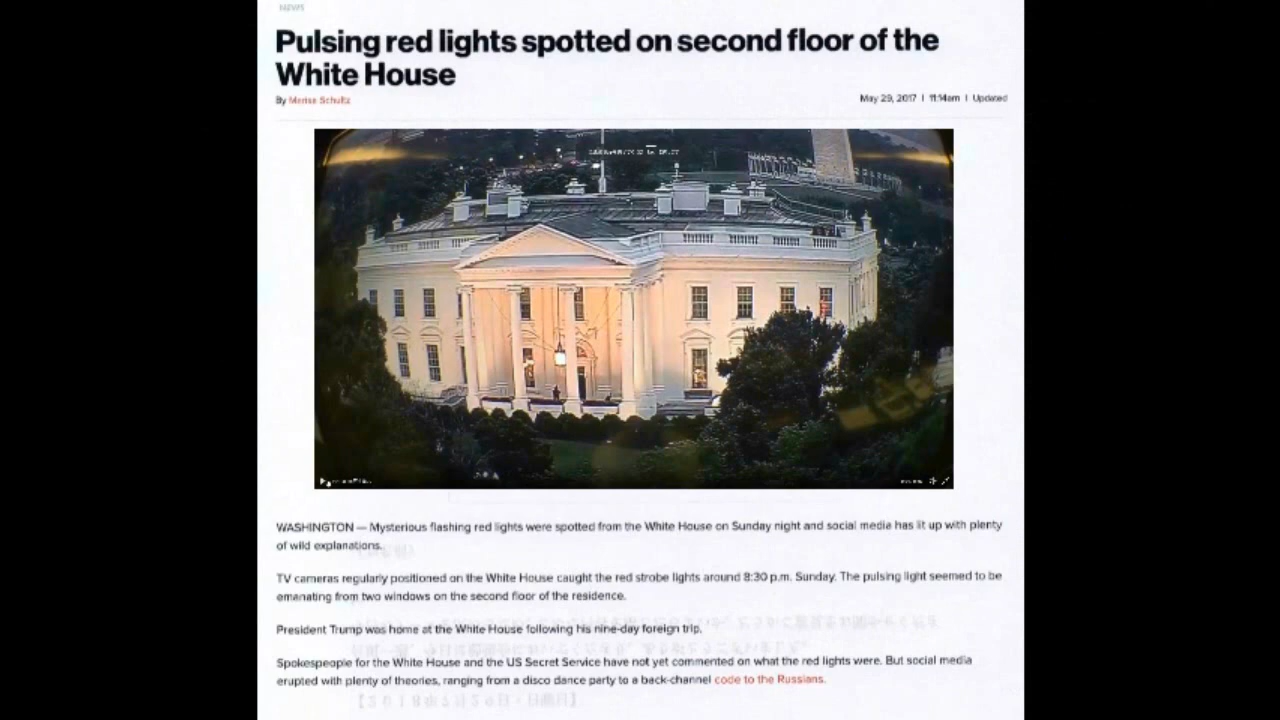 NEWS
Pulsing red lights spotted on second floor of the
White House
By Marisa Schultz
May 29, 2017 | 11:14am | Updated
WASHINGTON — Mysterious flashing red lights were spotted from the White House on Sunday night and social media has lit up with plenty
of wild explanations.
TV cameras regularly positioned on the White House caught the red strobe lights around 8:30 p.m. Sunday. The pulsing light seemed to be
emanating from two windows on the second floor of the residence.
President Trump was home at the White House following his nine-day foreign trip.
Spokespeople for the White House and the US Secret Service have not yet commented on what the red lights were. But social media
erupted with plenty of theories, ranging from a disco dance party to a back-channel code to the Russians.